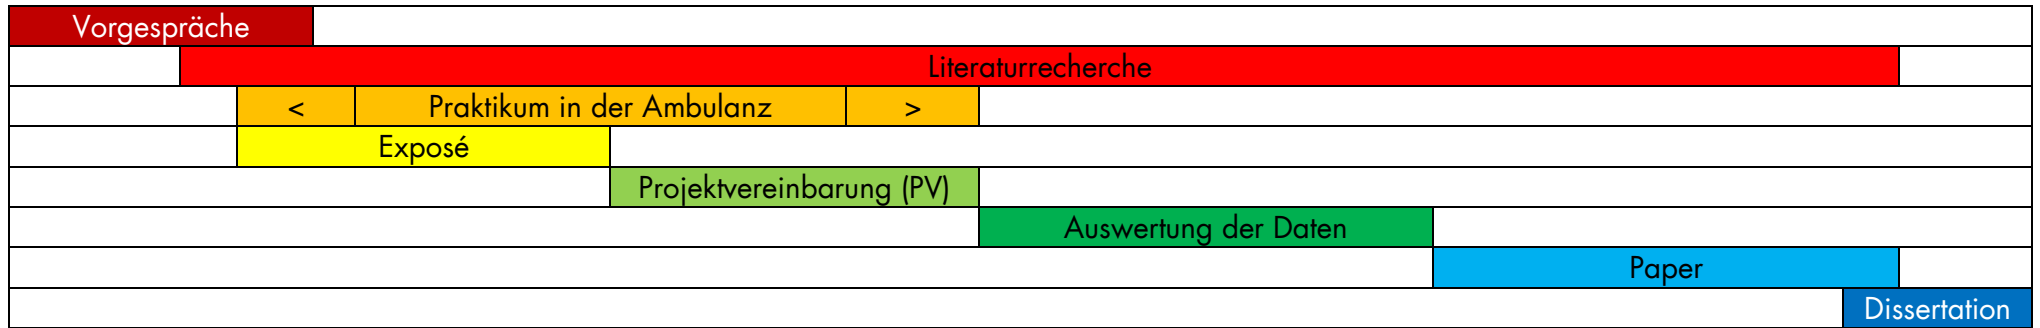 Vorgespräche
Literaturrecherche
< Praktikum in der Ambulanz >
Exposé
Projektvereinbarung (PV)
Auswertung der Daten
Paper
Dissertation